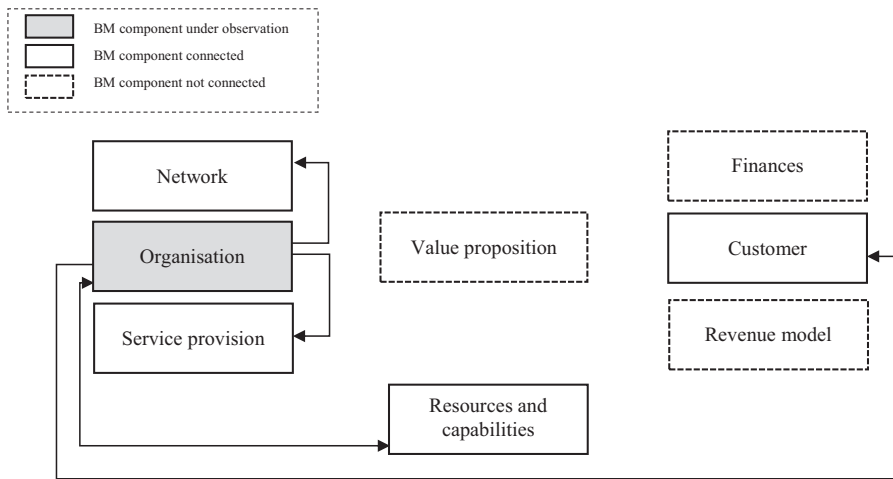 BM component under observation
BM component connected
BM component not connected
Network
Finances
Organisation
Value proposition
Customer
Service provision
Revenue model
Resources and
capabilities